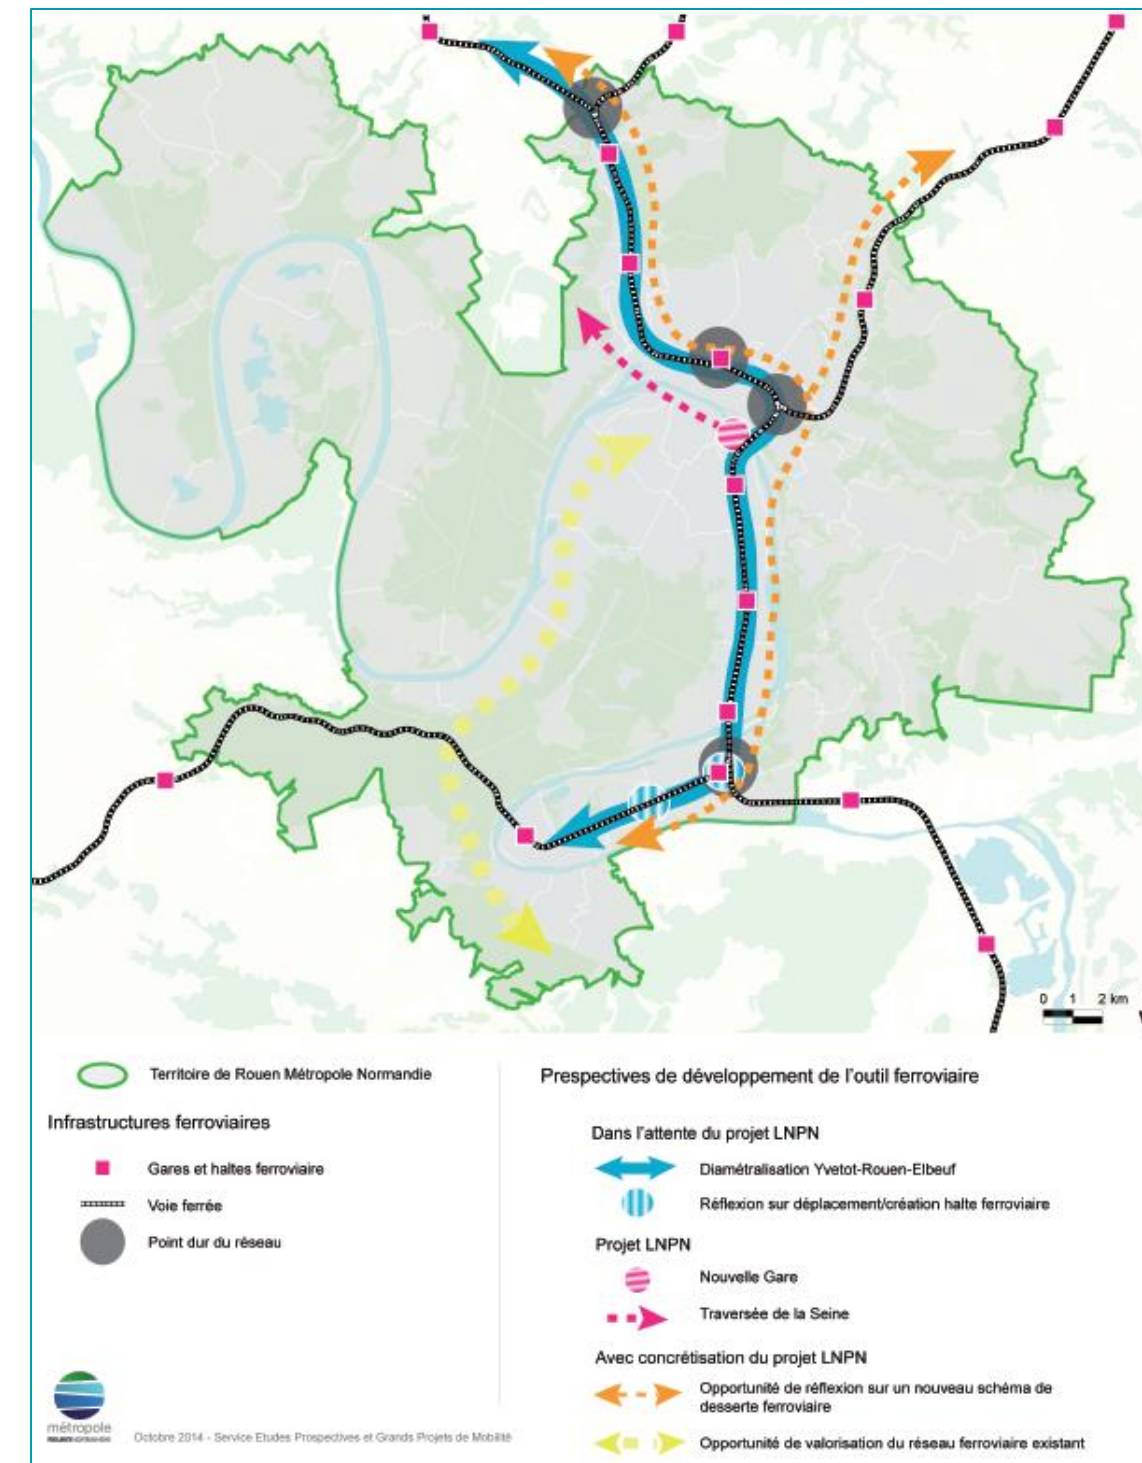 0 1 2 km
Territoire de Rouen Métropole Normandie
Infrastructures ferroviaires
Gares et haltes ferroviaire
Voie ferrée
Point dur du réseau
Prespectives de développement de l'outil ferroviaire
Dans l'attente du projet LNPN
Diamétralisation Yvetot-Rouen-Elbeuf
Réflexion sur déplacement/création halte ferroviaire
Projet LNPN
Nouvelle Gare
Traversée de la Seine
Avec concrétisation du projet LNPN
Opportunité de réflexion sur un nouveau schéma de
desserte ferroviaire
Opportunité de valorisation du réseau ferroviaire existant
métropole
Octobre 2014 - Service Etudes Prospectives et Grands Projets de Mobilité